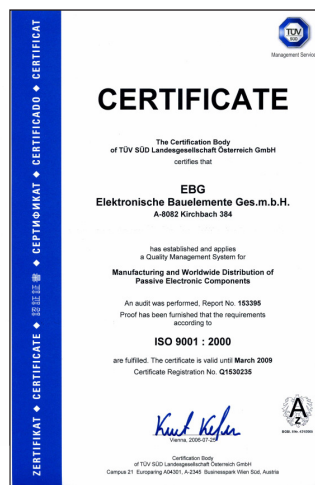 TÜV
SÜD
Management Service
CERTIFICATE
The Certification Body
of TÜV SÜD Landesgesellschaft Österreich GmbH
certifies that
EBG
Elektronische Bauelemente Ges.m.b.H.
A-8082 Kirchbach 384
has established and applies
a Quality Management System for
Manufacturing and Worldwide Distribution of
Passive Electronic Components
An audit was performed, Report No. 153395
Proof has been furnished that the requirements
according to
ISO 9001 : 2000
are fulfilled. The certificate is valid until March 2009
Certificate Registration No. Q1530235
Vienna, 2006-07-25
Certification Body
of TÜV SÜD Landesgesellschaft Österreich GmbH
Campus 21 Europaring A04301, A-2345 Businesspark Wien Süd, Austria
ZERTIFIKAT ◆ CERTIFICATE ◆ ◆ СЕРТИФИКАТ ◆ CERTIFICADO ◆ CERTIFICAT